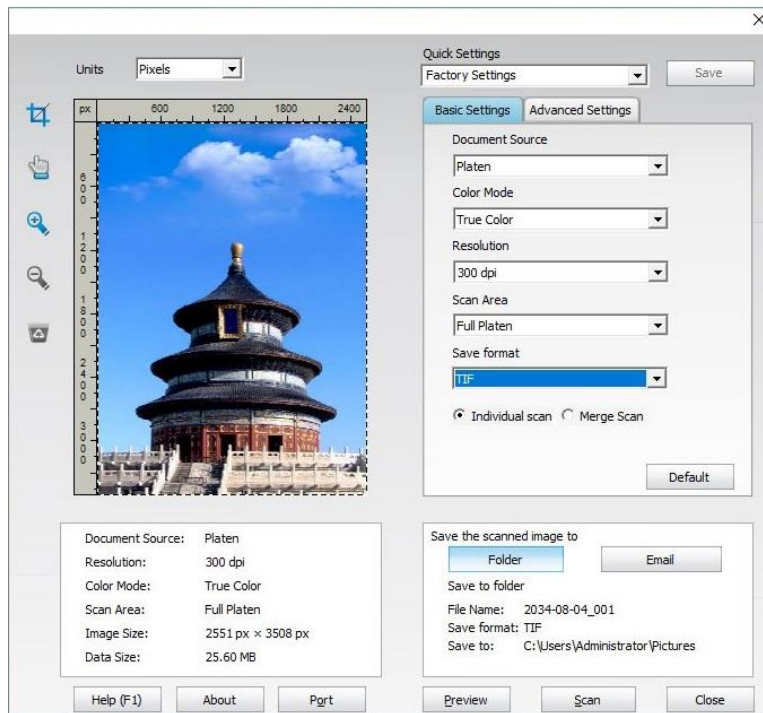 Units
Pixels
px 600 1200 1800 2400
600
1200
1800
2400
3000
Quick Settings
Factory Settings
Save
Basic Settings
Advanced Settings
Document Source
Platen
Color Mode
True Color
Resolution
300 dpi
Scan Area
Full Platen
Save format
TIF
Individual scan Merge Scan
Default
Document Source: Platen
Resolution: 300 dpi
Color Mode: True Color
Scan Area: Full Platen
Image Size: 2551 px × 3508 px
Data Size: 25.60 MB
Save the scanned image to
Folder
Email
Save to folder
File Name: 2034-08-04_001
Save format: TIF
Save to: C:\Users\Administrator\Pictures
Help (F1)
About
Port
Preview
Scan
Close